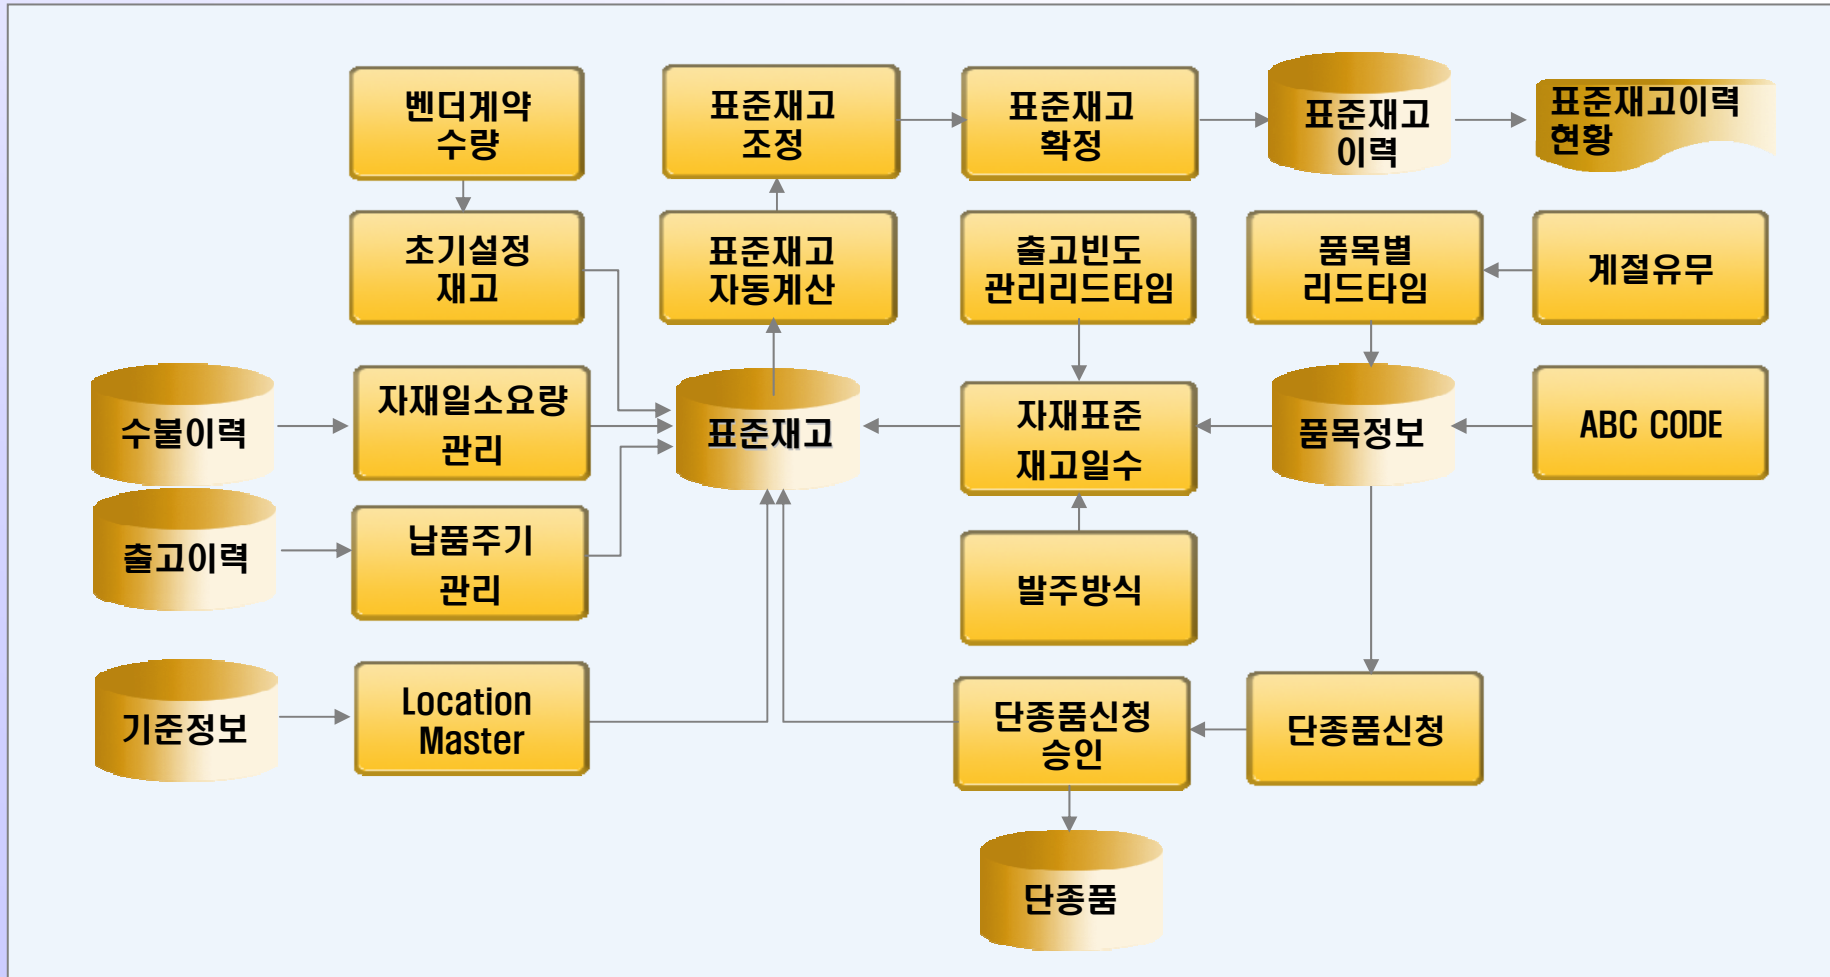 벤더계약
수량
표준재고
조정
표준재고
확정
표준재고
이력
표준재고이력
현황
초기설정
재고
표준재고
자동계산
출고빈도
관리리드타임
품목별
리드타임
계절유무
수불이력
자재일소요량
관리
표준재고
자재표준
재고일수
품목정보
ABC CODE
출고이력
납품주기
관리
발주방식
기준정보
Location
Master
단종품신청
승인
단종품신청
단종품